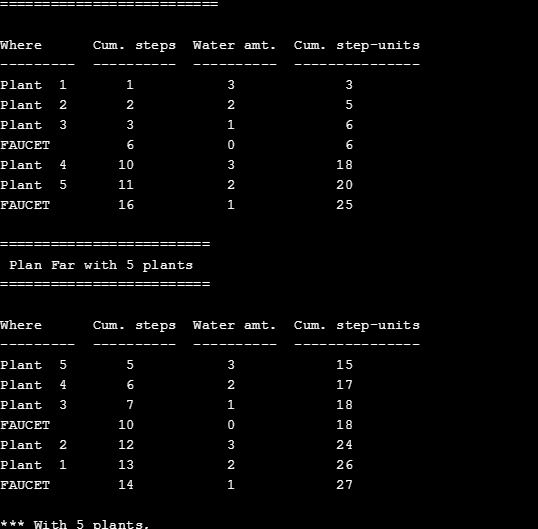 ==========================
Where Cum. steps Water amt. Cum. step-units
--------- ---------- ---------- ---------------
Plant 1 1 3 3
Plant 2 2 2 5
Plant 3 3 1 6
FAUCET 6 0 6
Plant 4 10 3 18
Plant 5 11 2 20
FAUCET 16 1 25
=========================
Plan Far with 5 plants
=========================
Where Cum. steps Water amt. Cum. step-units
--------- ---------- ---------- ---------------
Plant 5 5 3 15
Plant 4 6 2 17
Plant 3 7 1 18
FAUCET 10 0 18
Plant 2 12 3 24
Plant 1 13 2 26
FAUCET 14 1 27
*** With 5 plants,